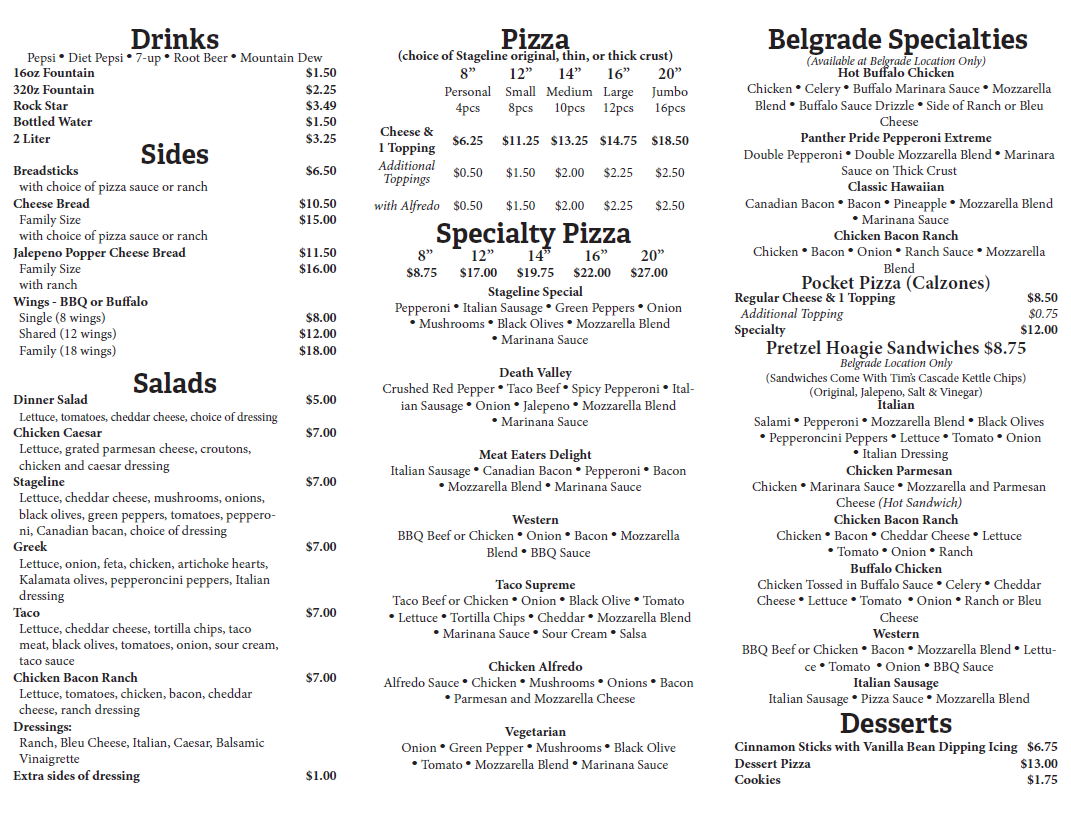 Drinks
Pepsi • Diet Pepsi • 7-up • Root Beer • Mountain Dew
16oz Fountain $1.50
320z Fountain $2.25
Rock Star $3.49
Bottled Water $1.50
2 Liter $3.25
Sides
Breadsticks $6.50
with choice of pizza sauce or ranch
Cheese Bread $10.50
Family Size $15.00
with choice of pizza sauce or ranch
Jalepeno Popper Cheese Bread $11.50
Family Size $16.00
with ranch
Wings - BBQ or Buffalo
Single (8 wings) $8.00
Shared (12 wings) $12.00
Family (18 wings) $18.00
Salads
Dinner Salad $5.00
Lettuce, tomatoes, cheddar cheese, choice of dressing
Chicken Caesar $7.00
Lettuce, grated parmesan cheese, croutons,
chicken and caesar dressing
Stageline $7.00
Lettuce, cheddar cheese, mushrooms, onions,
black olives, green peppers, tomatoes, peppero-
ni, Canadian bacan, choice of dressing
Greek $7.00
Lettuce, onion, feta, chicken, artichoke hearts,
Kalamata olives, pepperoncini peppers, Italian
dressing
Taco $7.00
Lettuce, cheddar cheese, tortilla chips, taco
meat, black olives, tomatoes, onion, sour cream,
taco sauce
Chicken Bacon Ranch $7.00
Lettuce, tomatoes, chicken, bacon, cheddar
cheese, ranch dressing
Dressings:
Ranch, Bleu Cheese, Italian, Caesar, Balsamic
Vinaigrette
Extra sides of dressing $1.00
Pizza
(choice of Stageline original, thin, or thick crust)
8” 12” 14” 16” 20”
Personal Small Medium Large Jumbo
4pcs 8pcs 10pcs 12pcs 16pcs
Cheese &
1 Topping $6.25 $11.25 $13.25 $14.75 $18.50
Additional
Toppings $0.50 $1.50 $2.00 $2.25 $2.50
with Alfredo $0.50 $1.50 $2.00 $2.25 $2.50
Specialty Pizza
8” 12” 14” 16” 20”
$8.75 $17.00 $19.75 $22.00 $27.00
Stageline Special
Pepperoni • Italian Sausage • Green Peppers • Onion
• Mushrooms • Black Olives • Mozzarella Blend
• Marinana Sauce
Death Valley
Crushed Red Pepper • Taco Beef • Spicy Pepperoni • Ital-
ian Sausage • Onion • Jalepeno • Mozzarella Blend
• Marinana Sauce
Meat Eaters Delight
Italian Sausage • Canadian Bacon • Pepperoni • Bacon
• Mozzarella Blend • Marinana Sauce
Western
BBQ Beef or Chicken • Onion • Bacon • Mozzarella
Blend • BBQ Sauce
Taco Supreme
Taco Beef or Chicken • Onion • Black Olive • Tomato
• Lettuce • Tortilla Chips • Cheddar • Mozzarella Blend
• Marinana Sauce • Sour Cream • Salsa
Chicken Alfredo
Alfredo Sauce • Chicken • Mushrooms • Onions • Bacon
• Parmesan and Mozzarella Cheese
Vegetarian
Onion • Green Pepper • Mushrooms • Black Olive
• Tomato • Mozzarella Blend • Marinana Sauce
Belgrade Specialties
(Available at Belgrade Location Only)
Hot Buffalo Chicken
Chicken • Celery • Buffalo Marinara Sauce • Mozzarella
Blend • Buffalo Sauce Drizzle • Side of Ranch or Bleu
Cheese
Panther Pride Pepperoni Extreme
Double Pepperoni • Double Mozzarella Blend • Marinara
Sauce on Thick Crust
Classic Hawaiian
Canadian Bacon • Bacon • Pineapple • Mozzarella Blend
• Marinana Sauce
Chicken Bacon Ranch
Chicken • Bacon • Onion • Ranch Sauce • Mozzarella
Blend
Pocket Pizza (Calzones)
Regular Cheese & 1 Topping $8.50
Additional Topping $0.75
Specialty $12.00
Pretzel Hoagie Sandwiches $8.75
Belgrade Location Only
(Sandwiches Come With Tim's Cascade Kettle Chips)
(Original, Jalepeno, Salt & Vinegar)
Italian
Salami • Pepperoni • Mozzarella Blend • Black Olives
• Pepperoncini Peppers • Lettuce • Tomato • Onion
• Italian Dressing
Chicken Parmesan
Chicken • Marinara Sauce • Mozzarella and Parmesan
Cheese (Hot Sandwich)
Chicken Bacon Ranch
Chicken • Bacon • Cheddar Cheese • Lettuce
• Tomato • Onion • Ranch
Buffalo Chicken
Chicken Tossed in Buffalo Sauce • Celery • Cheddar
Cheese • Lettuce • Tomato • Onion • Ranch or Bleu
Cheese
Western
BBQ Beef or Chicken • Bacon • Mozzarella Blend • Lettu-
ce • Tomato • Onion • BBQ Sauce
Italian Sausage
Italian Sausage • Pizza Sauce • Mozzarella Blend
Desserts
Cinnamon Sticks with Vanilla Bean Dipping Icing $6.75
Dessert Pizza $13.00
Cookies $1.75